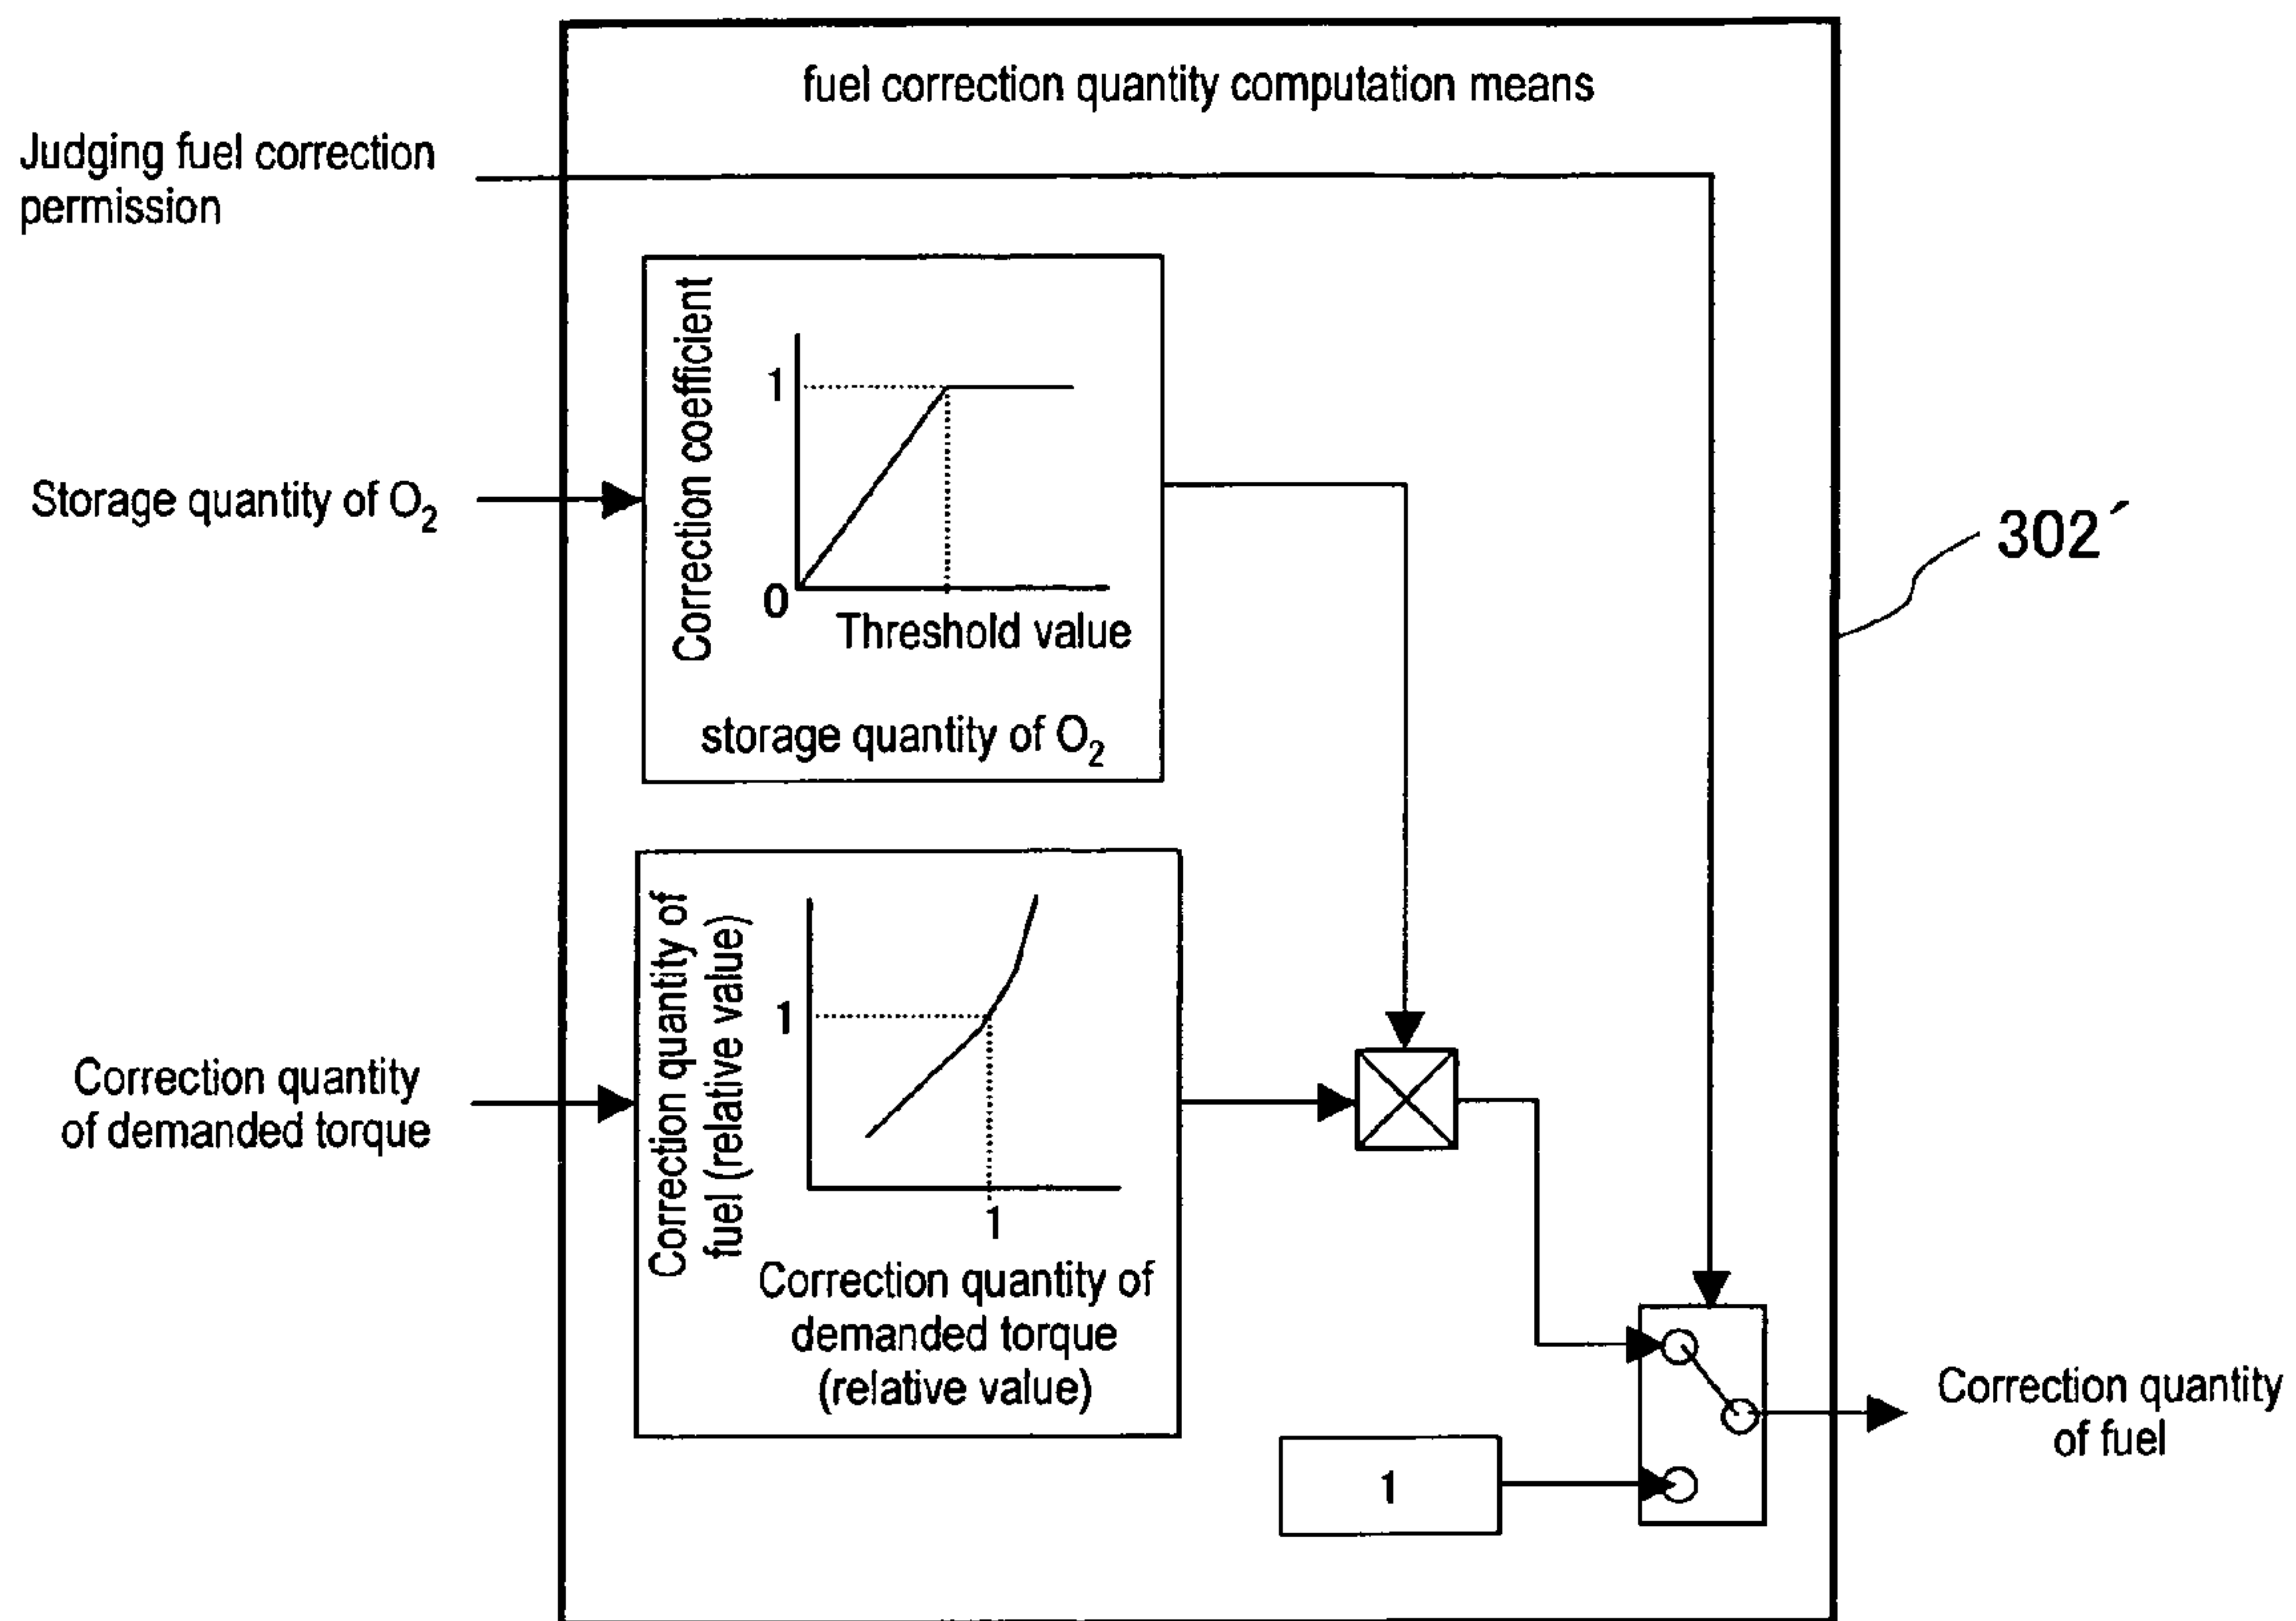 fuel correction quantity computation means
Judging fuel correction
permission
Correction coefficient
1
0
Threshold value
storage quantity of O₂
Storage quantity of O₂
302´
Correction quantity of
fuel (relative value)
1
1
Correction quantity of
demanded torque
(relative value)
Correction quantity
of demanded torque
1
Correction quantity
of fuel